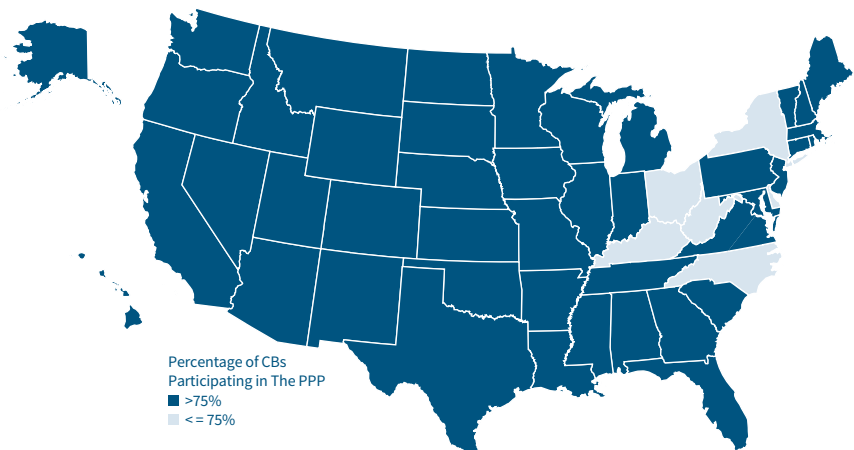 Percentage of CBs
Participating in The PPP
>75%
< = 75%